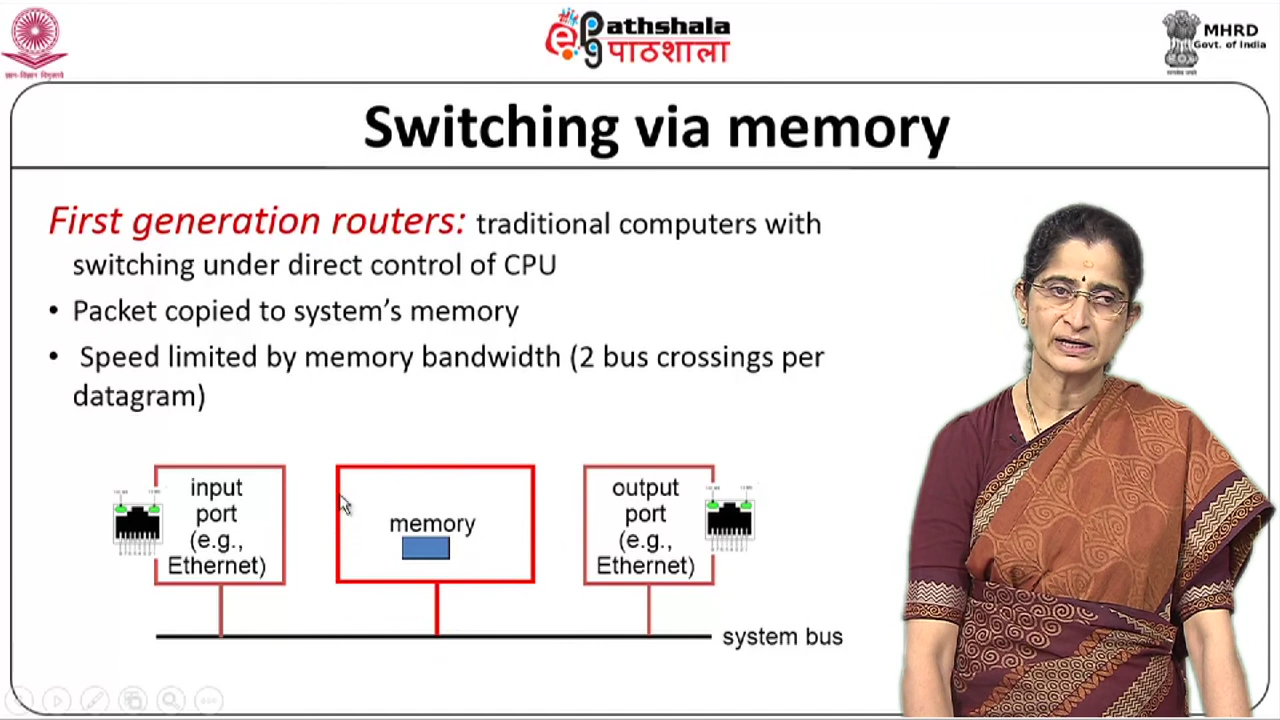 ePathshala
पाठशाला
MHRD
Govt. of India
Switching via memory
First generation routers: traditional computers with
switching under direct control of CPU
• Packet copied to system’s memory
• Speed limited by memory bandwidth (2 bus crossings per
datagram)
input
port
(e.g.,
Ethernet)
memory
output
port
(e.g.,
Ethernet)
system bus